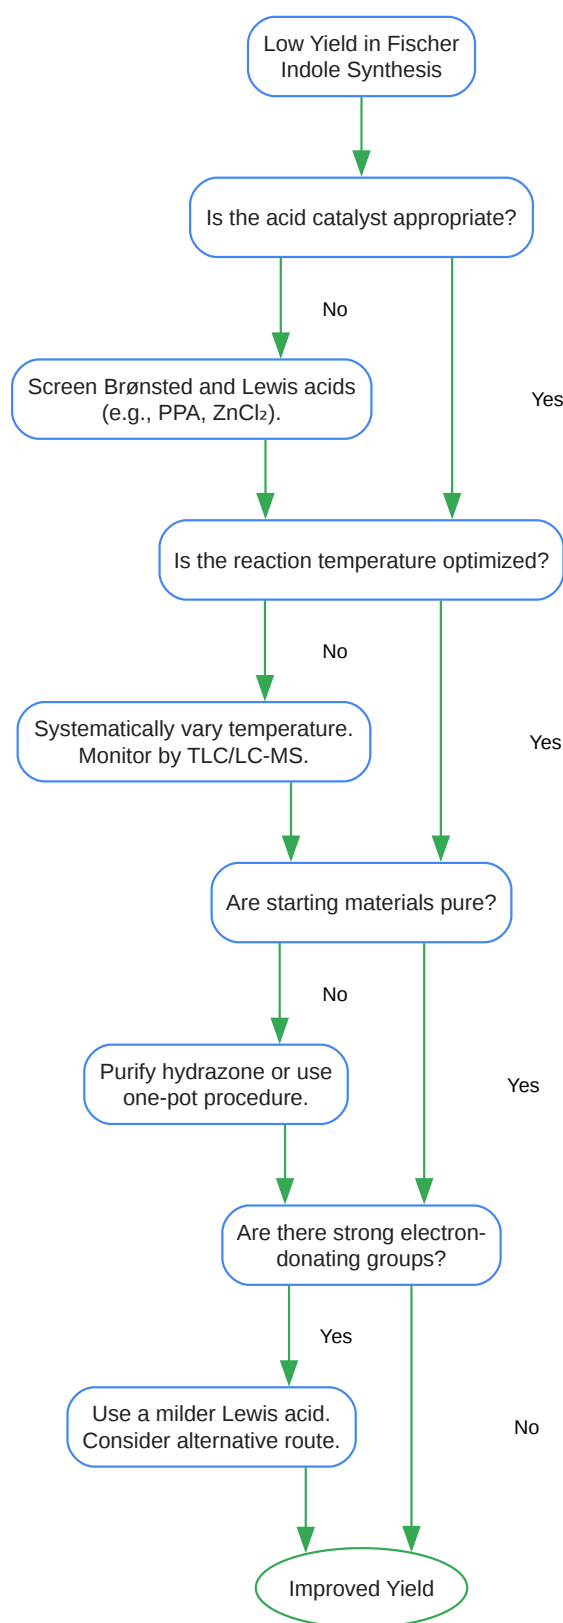 Low Yield in Fischer
Indole Synthesis
Is the acid catalyst appropriate?
No
Screen Brønsted and Lewis acids
(e.g., PPA, ZnCl₂).
Yes
Is the reaction temperature optimized?
No
Systematically vary temperature.
Monitor by TLC/LC-MS.
Yes
Are starting materials pure?
No
Purify hydrazone or use
one-pot procedure.
Yes
Are there strong electron-
donating groups?
Yes
Use a milder Lewis acid.
Consider alternative route.
No
Improved Yield